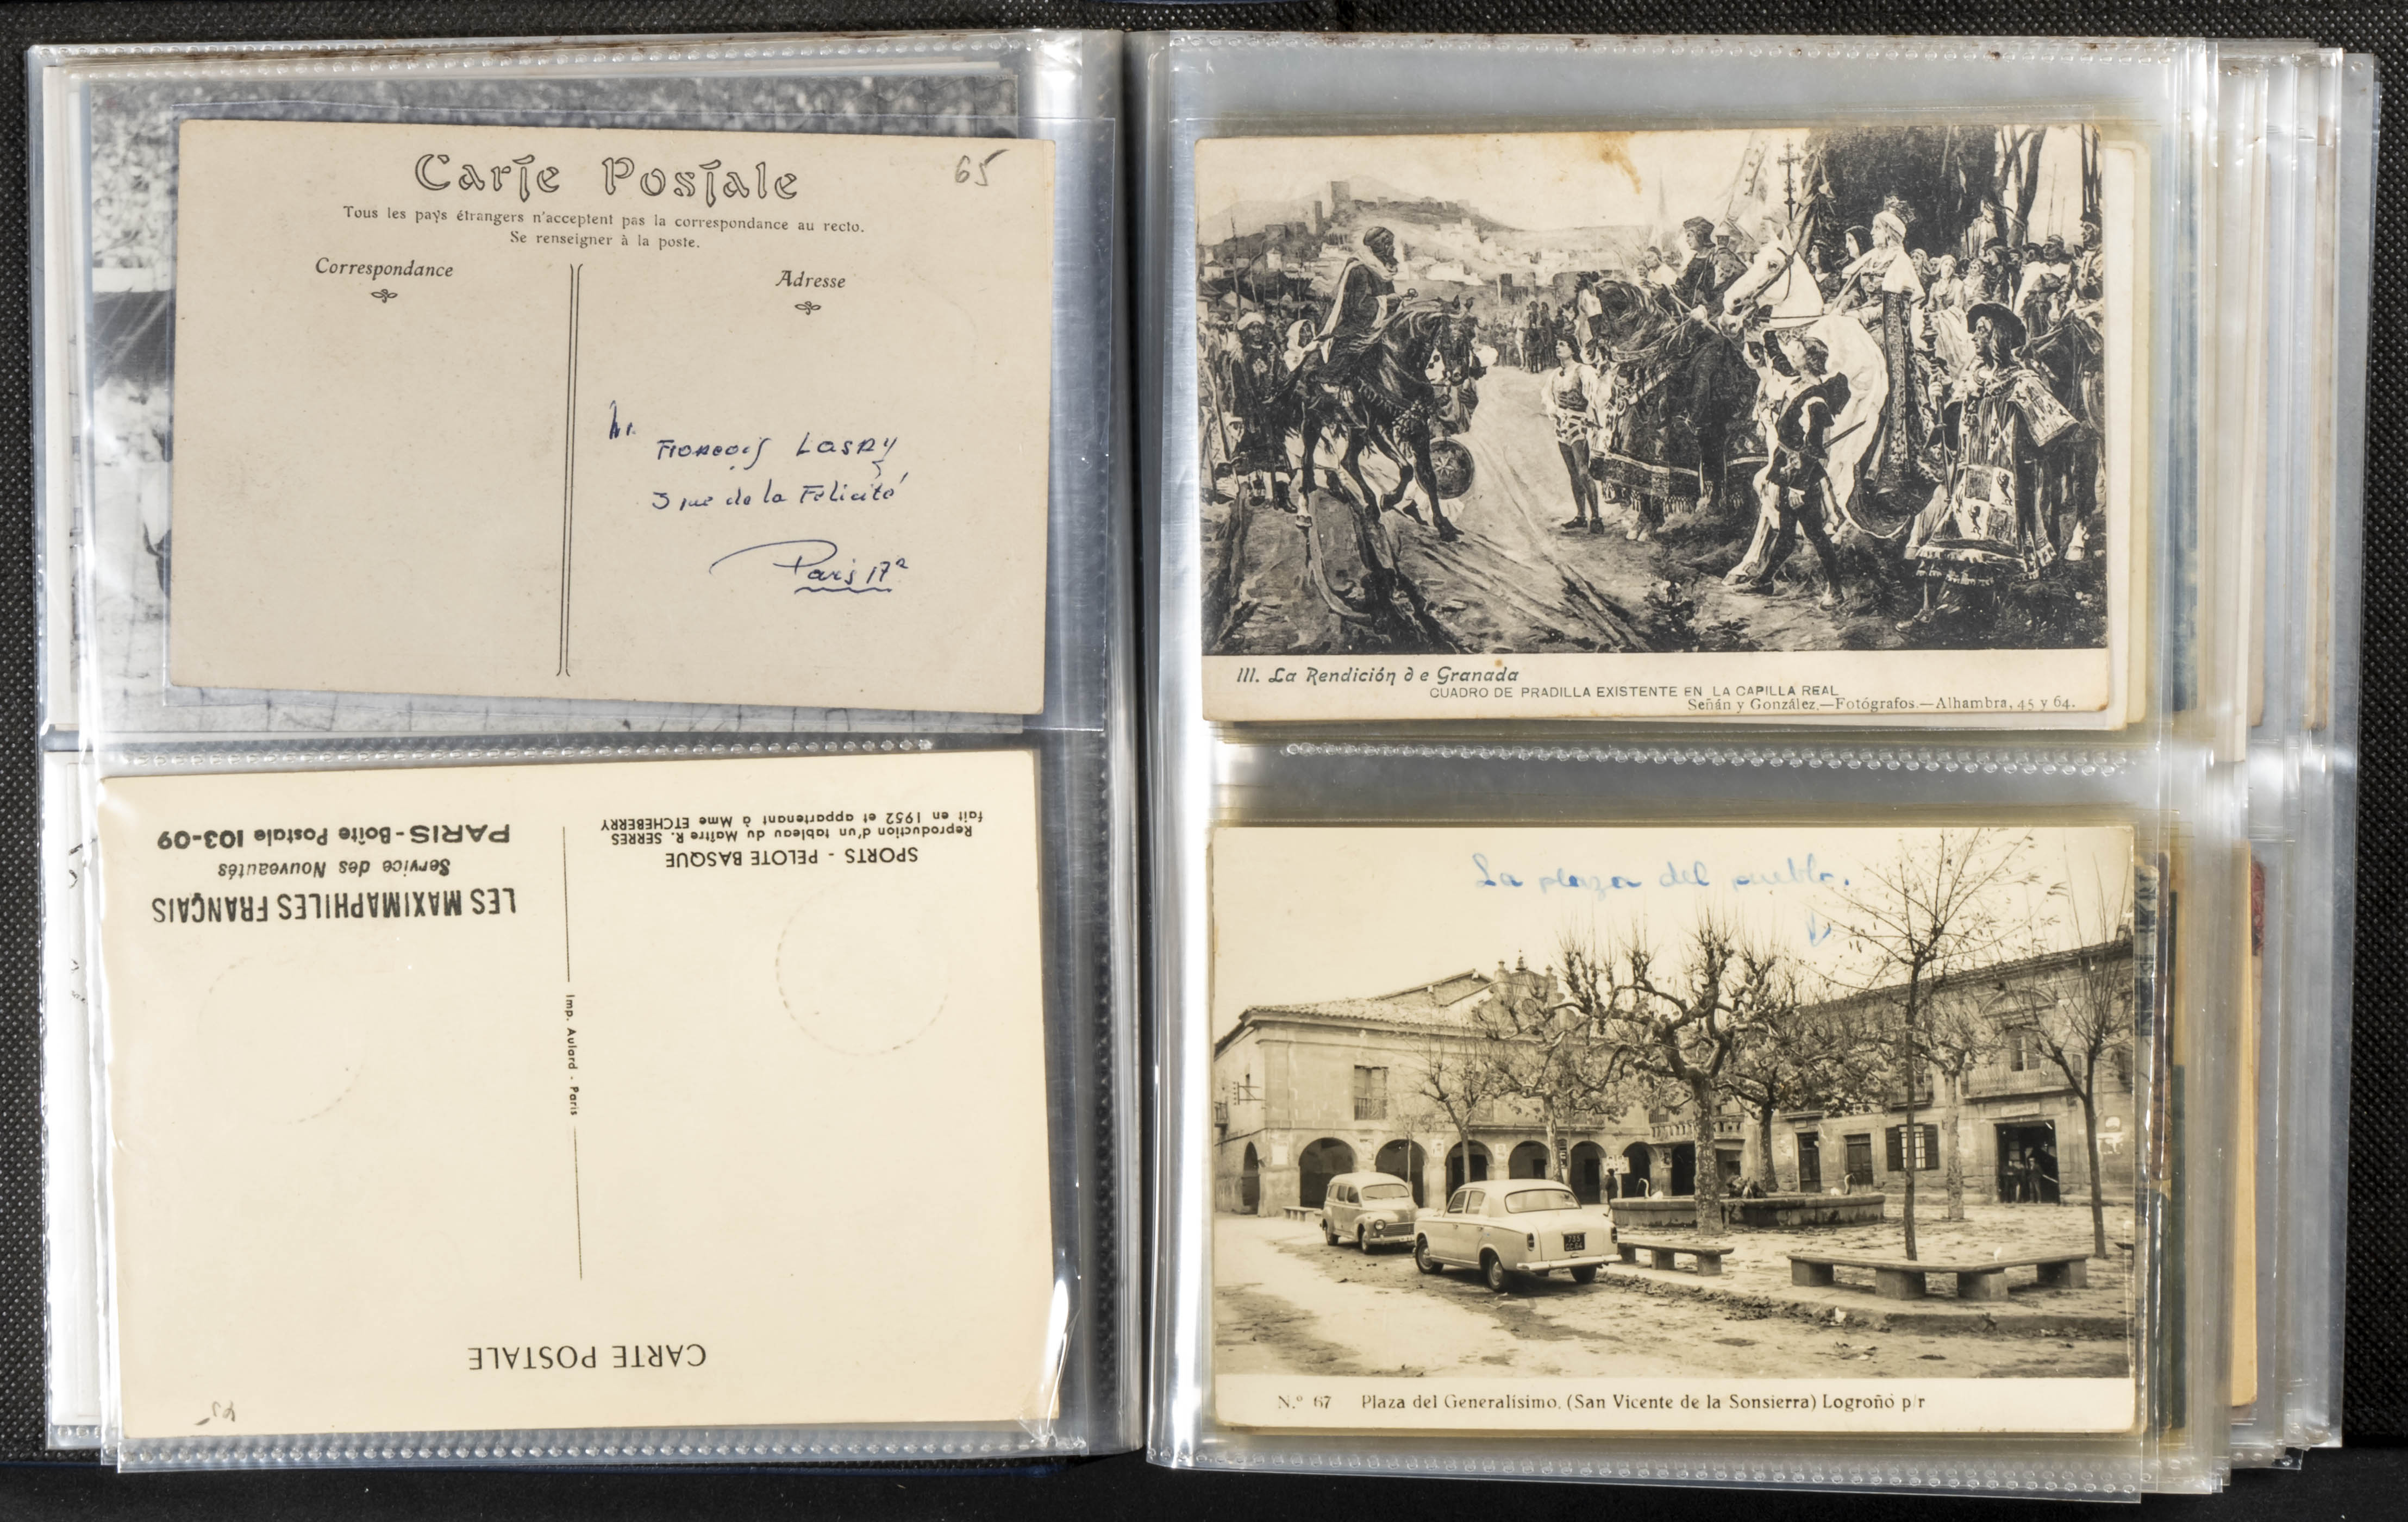 Carte Postale
65
Tous les pays étrangers n'acceptent pas la correspondance au recto.
Se renseigner à la poste.
Correspondance
Adresse
Mr.
François LASRY
3 rue de la Félicité
Paris 17e
CARTE POSTALE
SPORTS - PELOTE BASQUE
Reproduction d'un tableau du Maître R. SERRES
fait en 1952 et appartenant à Mme ETCHEBERRY
Imp. Aulard - Paris
LES MAXIMAPHILES FRANÇAIS
Service des Nouveautés
PARIS - Boîte Postale 103-09
III. La Rendición de Granada
CUADRO DE PRADILLA EXISTENTE EN LA CAPILLA REAL
Señán y González.—Fotógrafos.—Alhambra, 45 y 64.
La plaza del pueblo.
N.º 67 Plaza del Generalísimo. (San Vicente de la Sonsierra) Logroño p/r